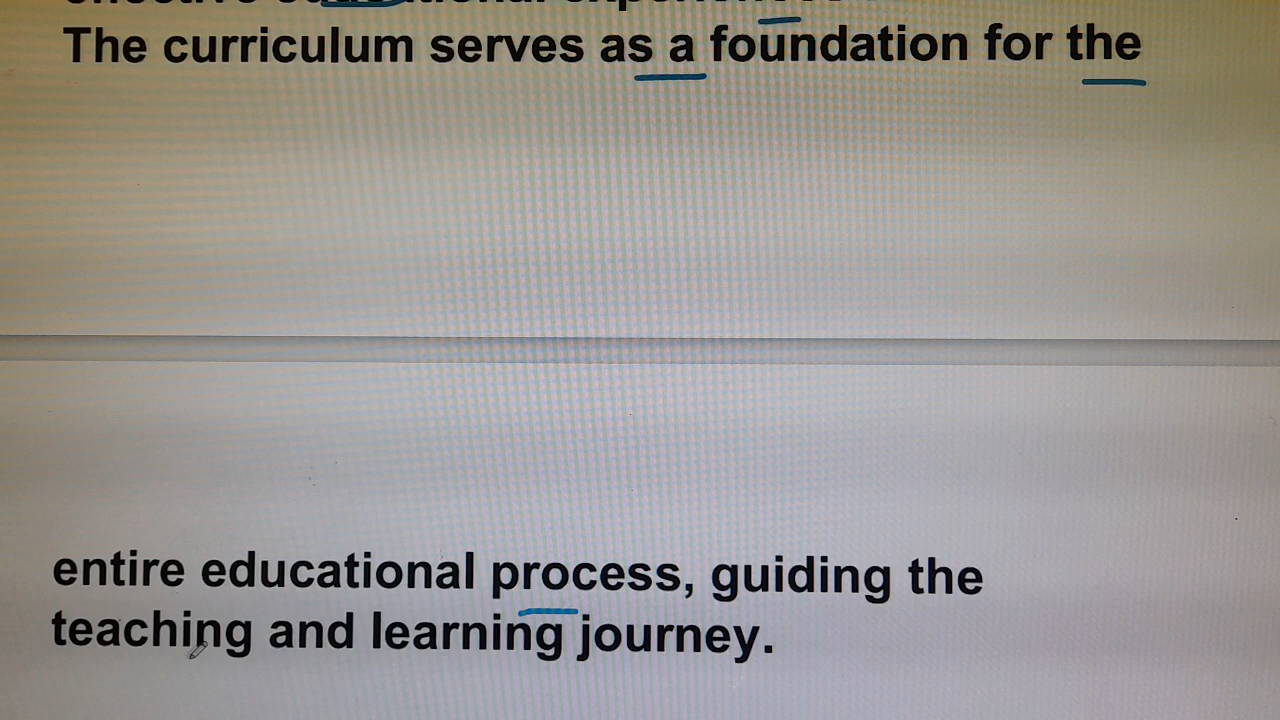 The curriculum serves as a foundation for the
entire educational process, guiding the
teaching and learning journey.